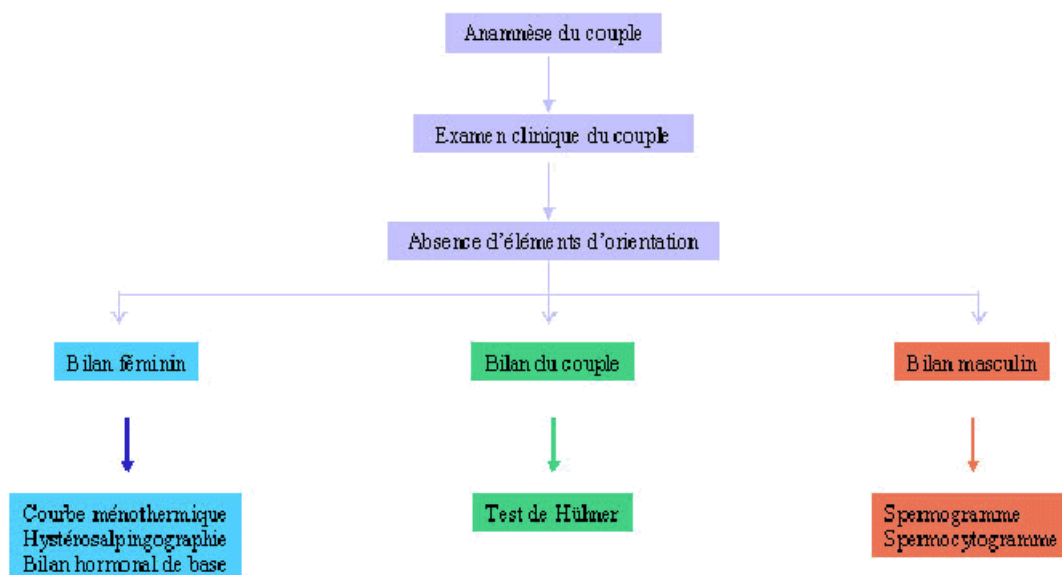 Anamnèse du couple
Examen clinique du couple
Absence d'éléments d'orientation
Bilan féminin
Bilan du couple
Bilan masculin
Courbe ménothermique
Hystérosalpingographie
Bilan hormonal de base
Test de Hühner
Spermogramme
Spermocytogramme